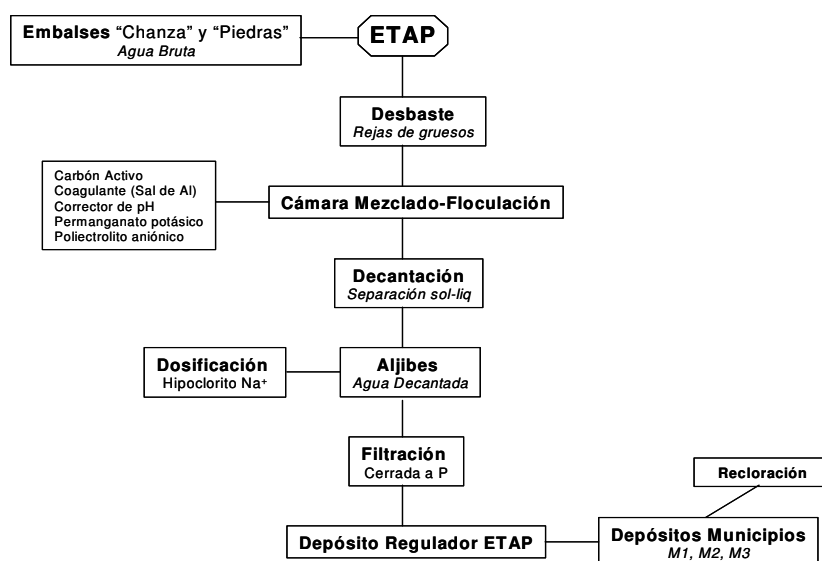 Embalses “Chanza” y “Piedras”
Agua Bruta
ETAP
Desbaste
Rejas de gruesos
Carbón Activo
Coagulante (Sal de Al)
Corrector de pH
Permanganato potásico
Poliectrolito aniónico
Cámara Mezclado-Floculación
Decantación
Separación sol-liq
Dosificación
Hipoclorito Na⁺
Aljibes
Agua Decantada
Filtración
Cerrada a P
Recloración
Depósito Regulador ETAP
Depósitos Municipios
M1, M2, M3